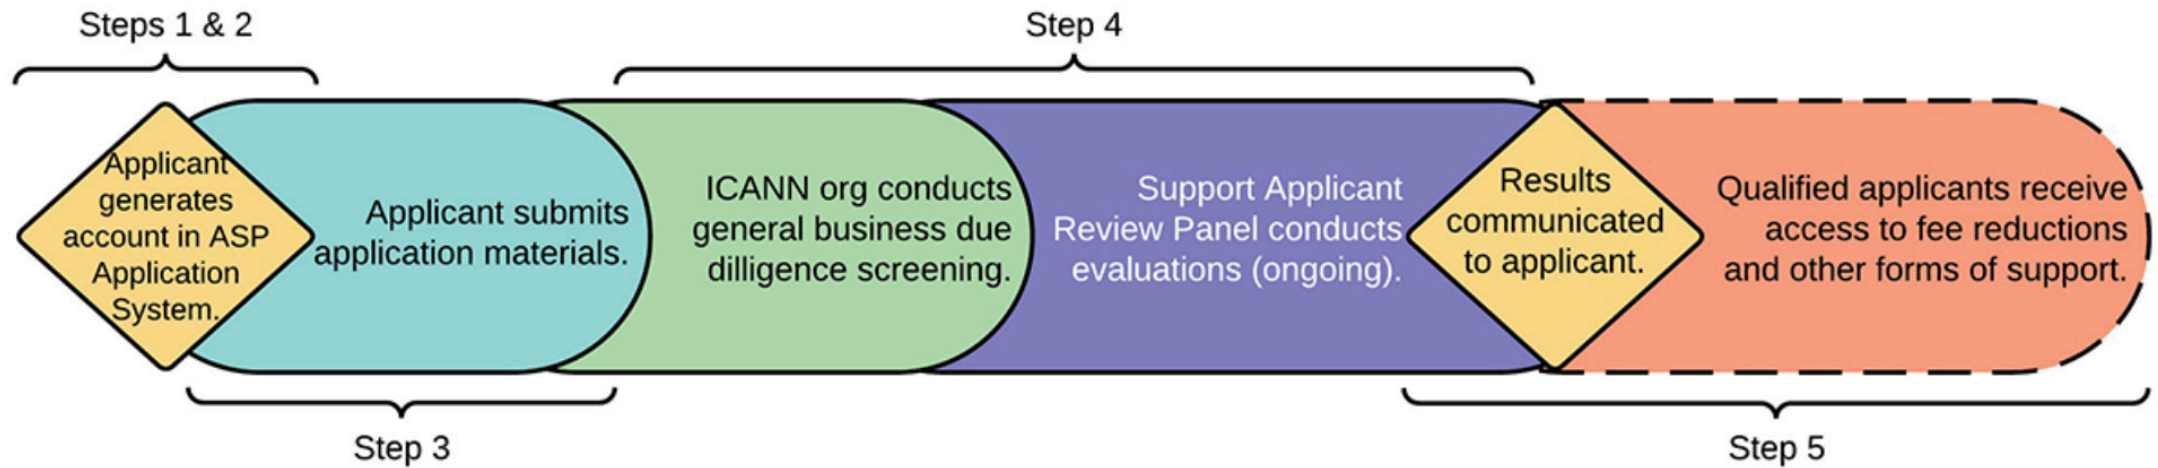 Steps 1 & 2
Step 4
Applicant
generates
account in ASP
Application
System.
Applicant submits
application materials.
ICANN org conducts
general business due
dilligence screening.
Support Applicant
Review Panel conducts
evaluations (ongoing).
Results
communicated
to applicant.
Qualified applicants receive
access to fee reductions
and other forms of support.
Step 3
Step 5